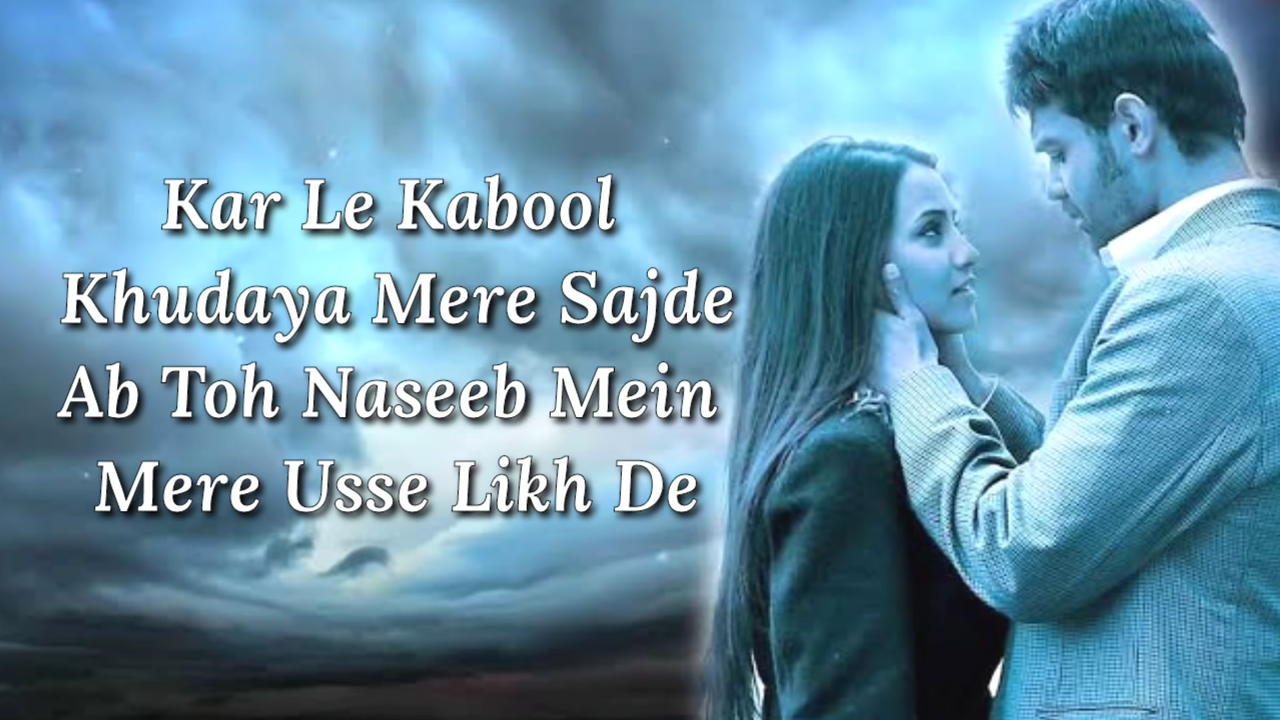 Kar Le Kabool
Khudaya Mere Sajde
Ab Toh Naseeb Mein
Mere Usse Likh De